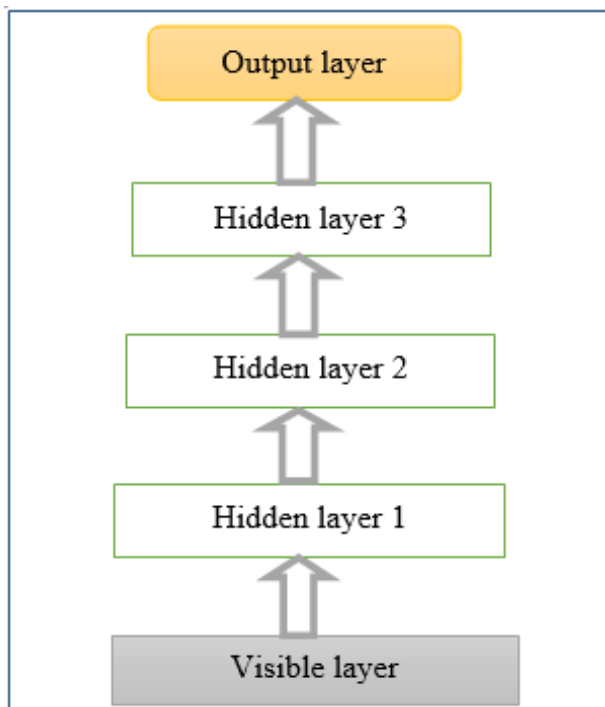 Output layer
Hidden layer 3
Hidden layer 2
Hidden layer 1
Visible layer